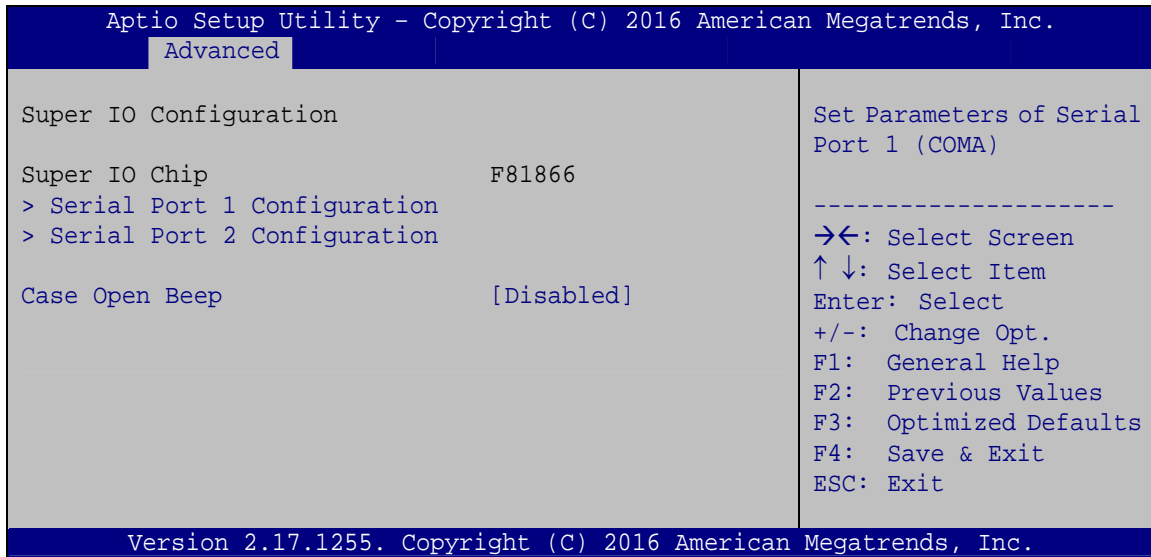 Aptio Setup Utility – Copyright (C) 2016 American Megatrends, Inc.
Advanced
Super IO Configuration
Super IO Chip F81866
> Serial Port 1 Configuration
> Serial Port 2 Configuration
Case Open Beep [Disabled]
Set Parameters of Serial
Port 1 (COMA)
---------------------
→←: Select Screen
↑ ↓: Select Item
Enter: Select
+/-: Change Opt.
F1: General Help
F2: Previous Values
F3: Optimized Defaults
F4: Save & Exit
ESC: Exit
Version 2.17.1255. Copyright (C) 2016 American Megatrends, Inc.